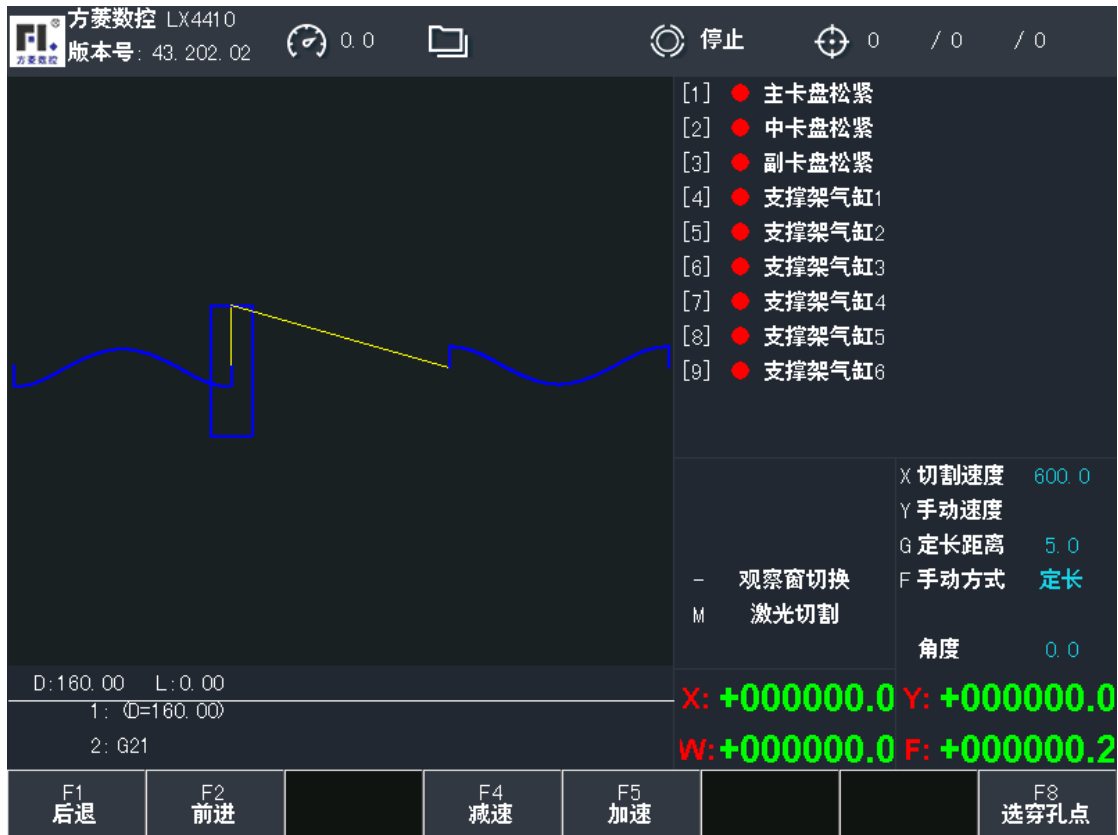 方菱数控 LX4410
方菱数控
版本号: 43.202.02
0.0
停止
0 / 0 / 0
[1] 主卡盘松紧
[2] 中卡盘松紧
[3] 副卡盘松紧
[4] 支撑架气缸1
[5] 支撑架气缸2
[6] 支撑架气缸3
[7] 支撑架气缸4
[8] 支撑架气缸5
[9] 支撑架气缸6
X 切割速度 600.0
Y 手动速度
G 定长距离 5.0
- 观察窗切换
F 手动方式 定长
M 激光切割
角度 0.0
D:160.00 L:0.00
1: (D=160.00)
2: G21
X: +000000.0 Y: +000000.0
W: +000000.0 F: +000000.2
F1 后退
F2 前进
F4 减速
F5 加速
F8 选穿孔点